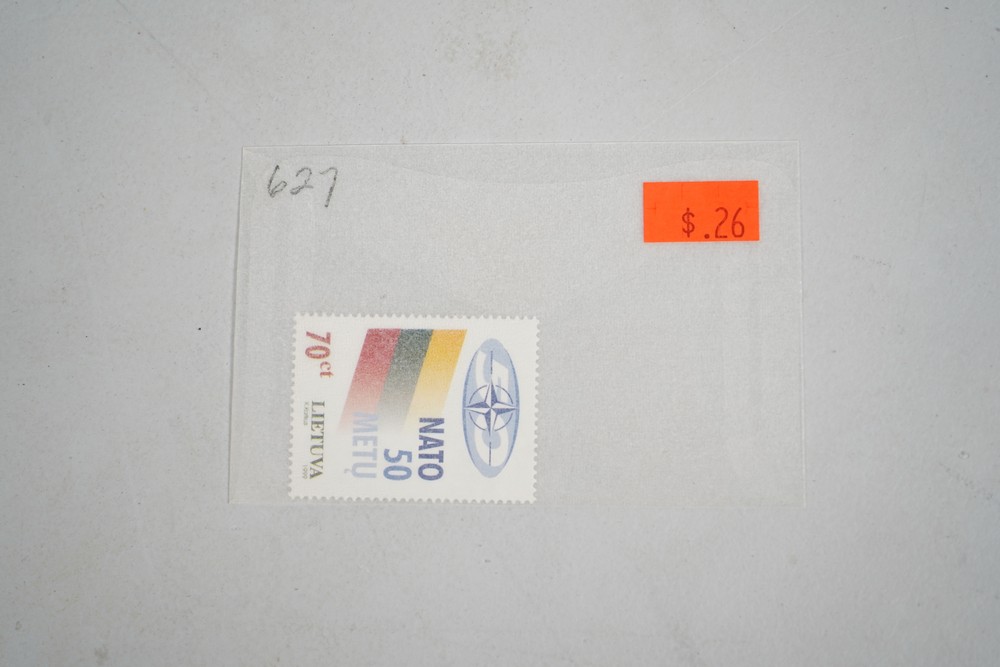 627
$.26
NATO
50
METŲ
70ct
LIETUVA